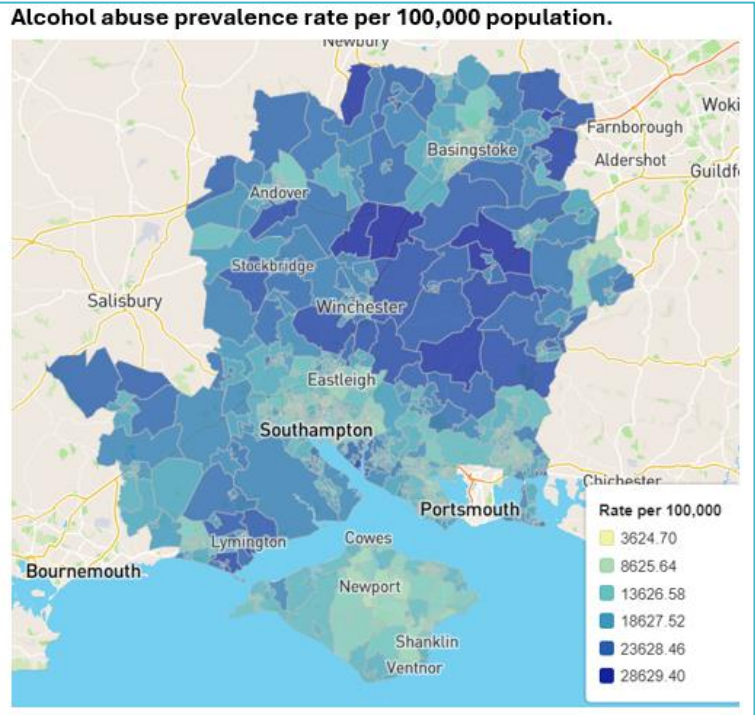 Alcohol abuse prevalence rate per 100,000 population.
Newbury
Woki
Farnborough
Basingstoke
Aldershot
Guildf
Andover
Stockbridge
Salisbury
Winchester
Eastleigh
Southampton
Chichester
Portsmouth
Lymington
Cowes
Bournemouth
Newport
Shanklin
Ventnor
Rate per 100,000
3624.70
8625.64
13626.58
18627.52
23628.46
28629.40